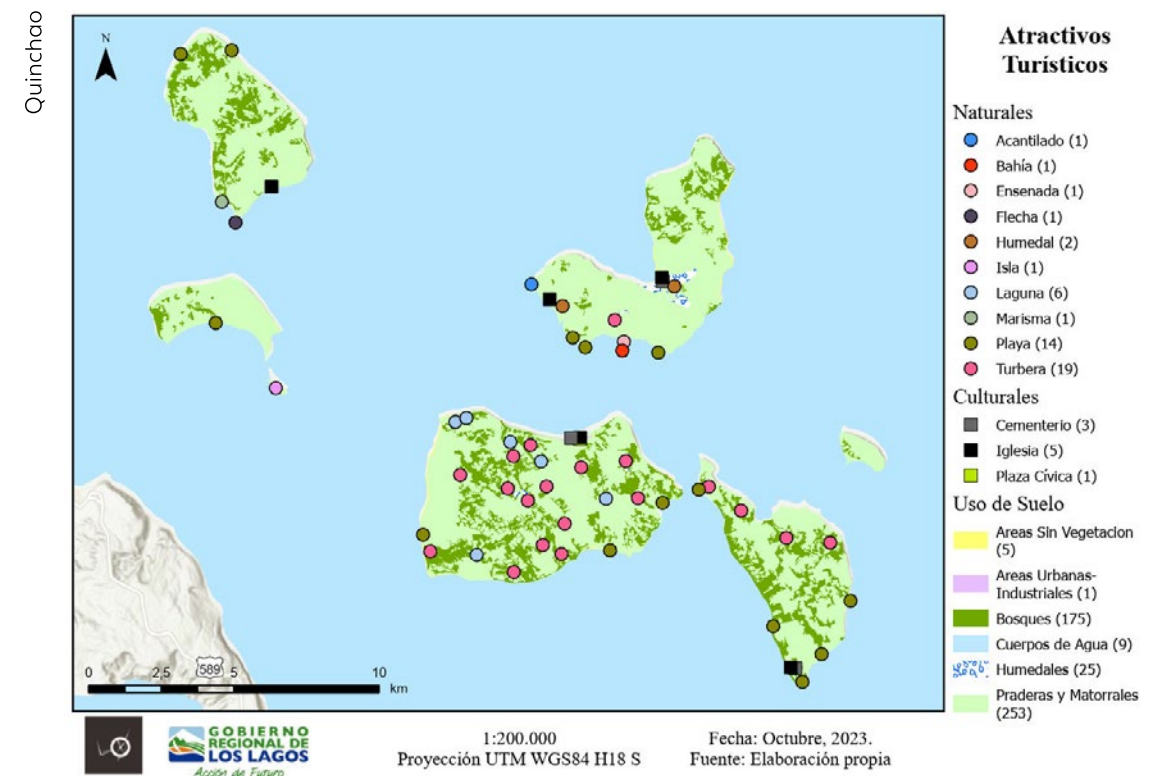 Quinchao
N
Atractivos
Turísticos
Naturales
Acantilado (1)
Bahía (1)
Ensenada (1)
Flecha (1)
Humedal (2)
Isla (1)
Laguna (6)
Marisma (1)
Playa (14)
Turbera (19)
Culturales
Cementerio (3)
Iglesia (5)
Plaza Cívica (1)
Uso de Suelo
Areas Sin Vegetacion
(5)
Areas Urbanas-
Industriales (1)
Bosques (175)
Cuerpos de Agua (9)
Humedales (25)
Praderas y Matorrales
(253)
589
0 2,5 5 10
km
GOBIERNO
REGIONAL DE
LOS LAGOS
Acción de Futuro
1:200.000
Proyección UTM WGS84 H18 S
Fecha: Octubre, 2023.
Fuente: Elaboración propia